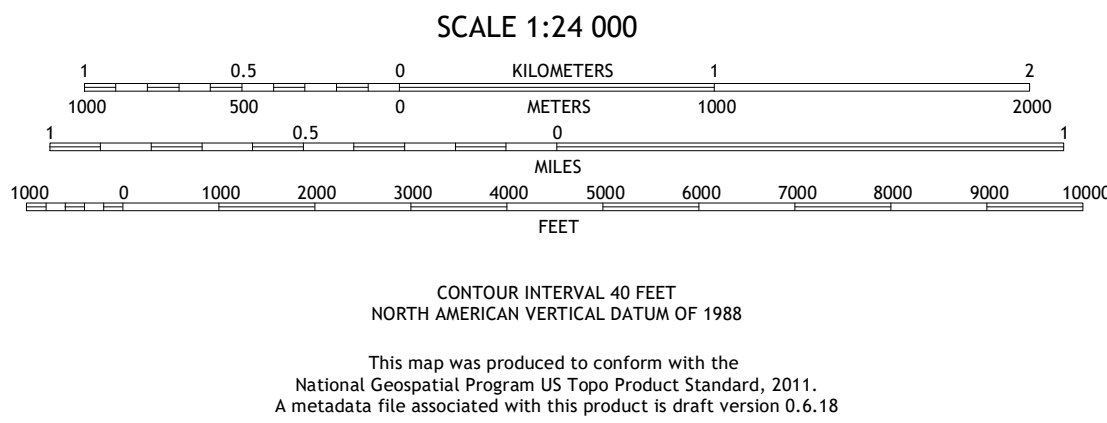 SCALE 1:24 000
1 0.5 0 KILOMETERS 1 2
1000 500 0 METERS 1000 2000
1 0.5 0 1
MILES
1000 0 1000 2000 3000 4000 5000 6000 7000 8000 9000 10000
FEET
CONTOUR INTERVAL 40 FEET
NORTH AMERICAN VERTICAL DATUM OF 1988
This map was produced to conform with the
National Geospatial Program US Topo Product Standard, 2011.
A metadata file associated with this product is draft version 0.6.18